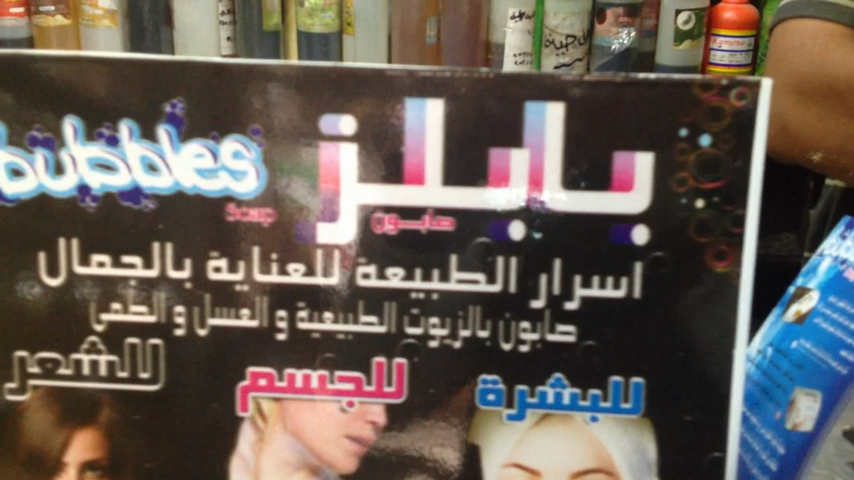 بابلز
bubbles
صابون
Soap
اسرار الطبيعة للعناية بالجمال
صابون بالزيوت الطبيعية و العسل و الطمى
للبشرة
للجسم
للشعر